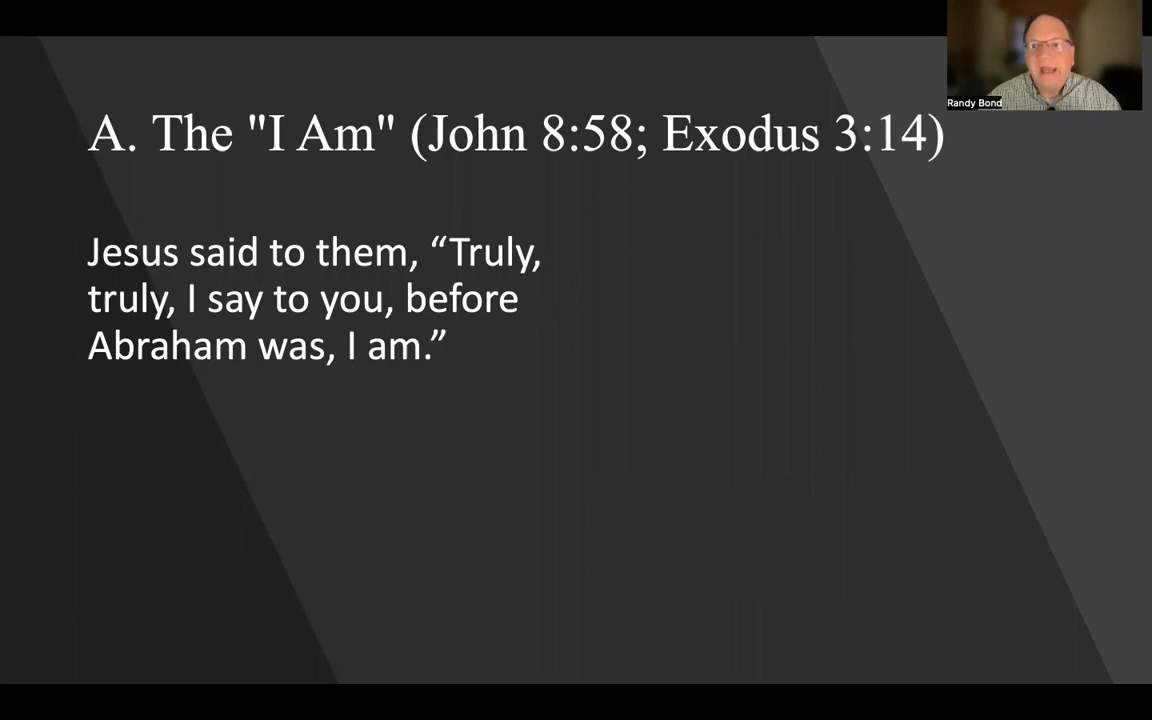 Randy Bond
A. The "I Am" (John 8:58; Exodus 3:14)
Jesus said to them, “Truly,
truly, I say to you, before
Abraham was, I am.”